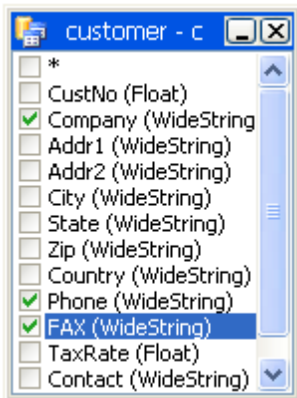 customer - c
*
CustNo (Float)
Company (WideString
Addr1 (WideString)
Addr2 (WideString)
City (WideString)
State (WideString)
Zip (WideString)
Country (WideString)
Phone (WideString)
FAX (WideString)
TaxRate (Float)
Contact (WideString)